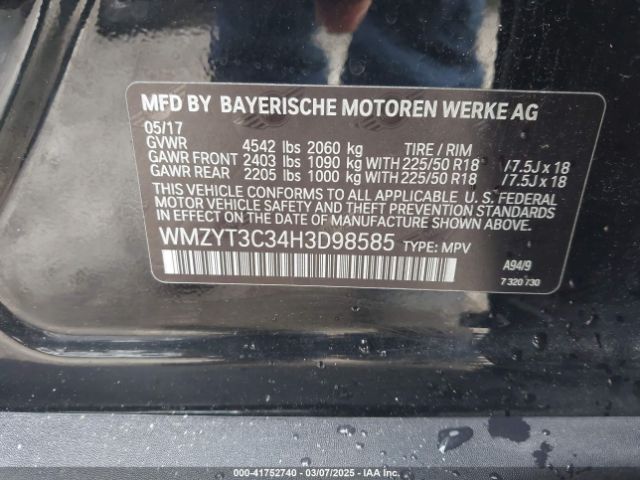 MFD BY BAYERISCHE MOTOREN WERKE AG
05/17
GVWR 4542 lbs 2060 kg TIRE / RIM
GAWR FRONT 2403 lbs 1090 kg WITH 225/50 R18 /7.5J x 18
GAWR REAR 2205 lbs 1000 kg WITH 225/50 R18 /7.5J x 18
THIS VEHICLE CONFORMS TO ALL APPLICABLE U.S. FEDERAL
MOTOR VEHICLE SAFETY AND THEFT PREVENTION STANDARDS
IN EFFECT ON THE DATE OF MANUFACTURE SHOWN ABOVE.
WMZYT3C34H3D98585 TYPE: MPV
A94/9
7 320 730
000-41752740 - 03/07/2025 - IAA Inc.